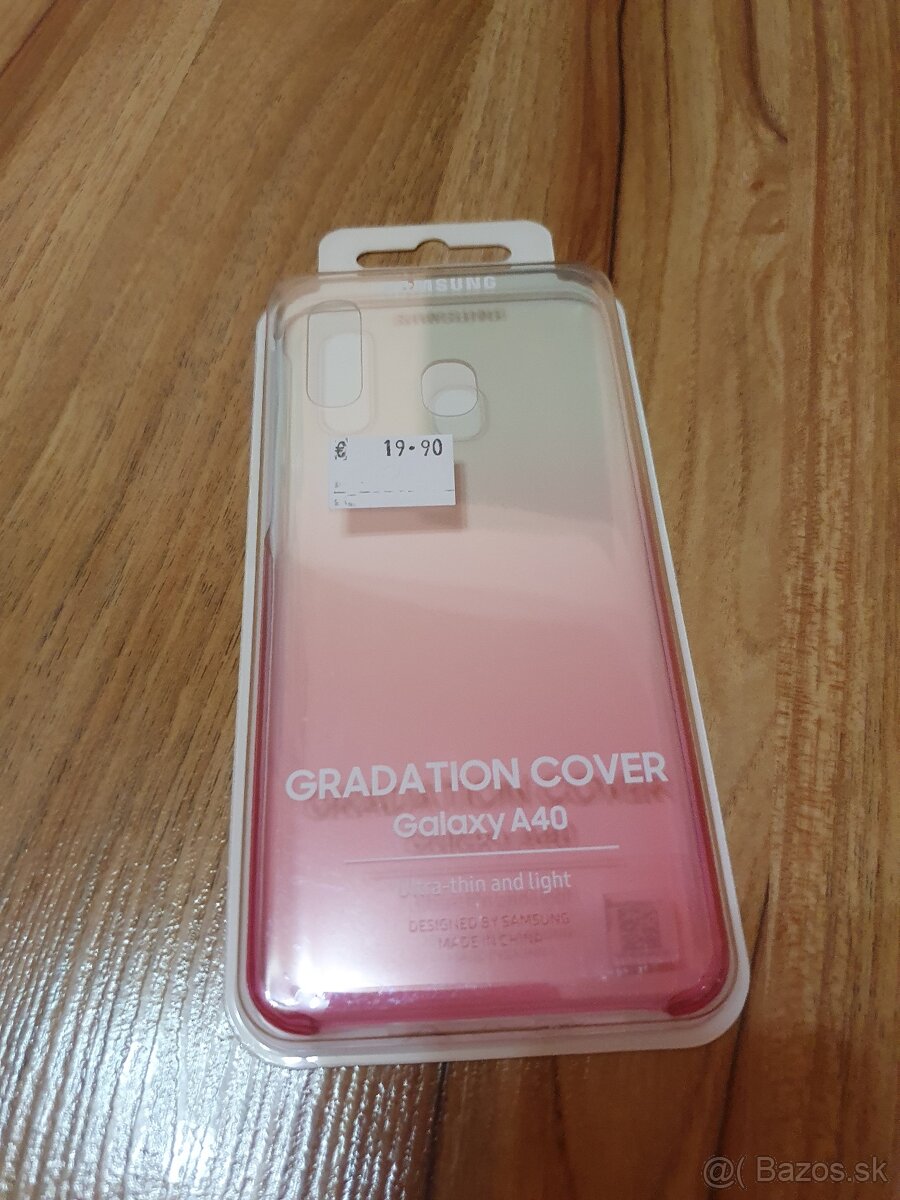 SAMSUNG
SAMSUNG
€ 19-90
GRADATION COVER
Galaxy A40
Ultra-thin and light
DESIGNED BY SAMSUNG
MADE IN CHINA
@( Bazos.sk